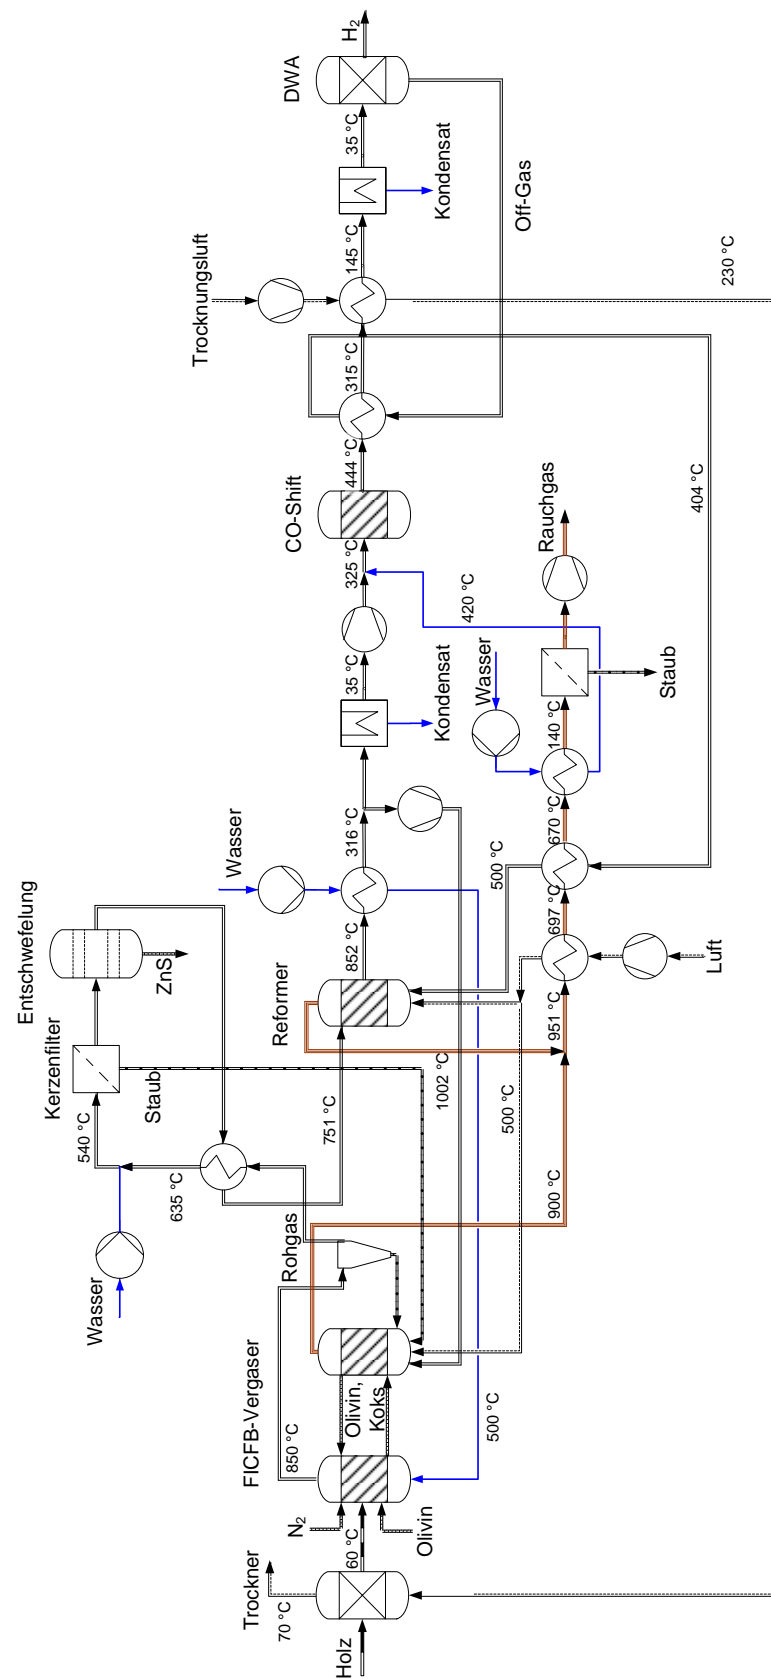 Holz
Trockner
70 °C
60 °C
N₂
Olivin
FICFB-Vergaser
850 °C
Olivin,
Koks
500 °C
Rohgas
Wasser
635 °C
540 °C
Kerzenfilter
Staub
Entschwefelung
ZnS
751 °C
900 °C
1002 °C
500 °C
Reformer
852 °C
951 °C
Luft
697 °C
500 °C
Wasser
316 °C
670 °C
140 °C
Wasser
35 °C
Kondensat
Staub
420 °C
Rauchgas
325 °C
CO-Shift
444 °C
404 °C
315 °C
Trocknungsluft
145 °C
230 °C
Kondensat
35 °C
Off-Gas
DWA
H₂